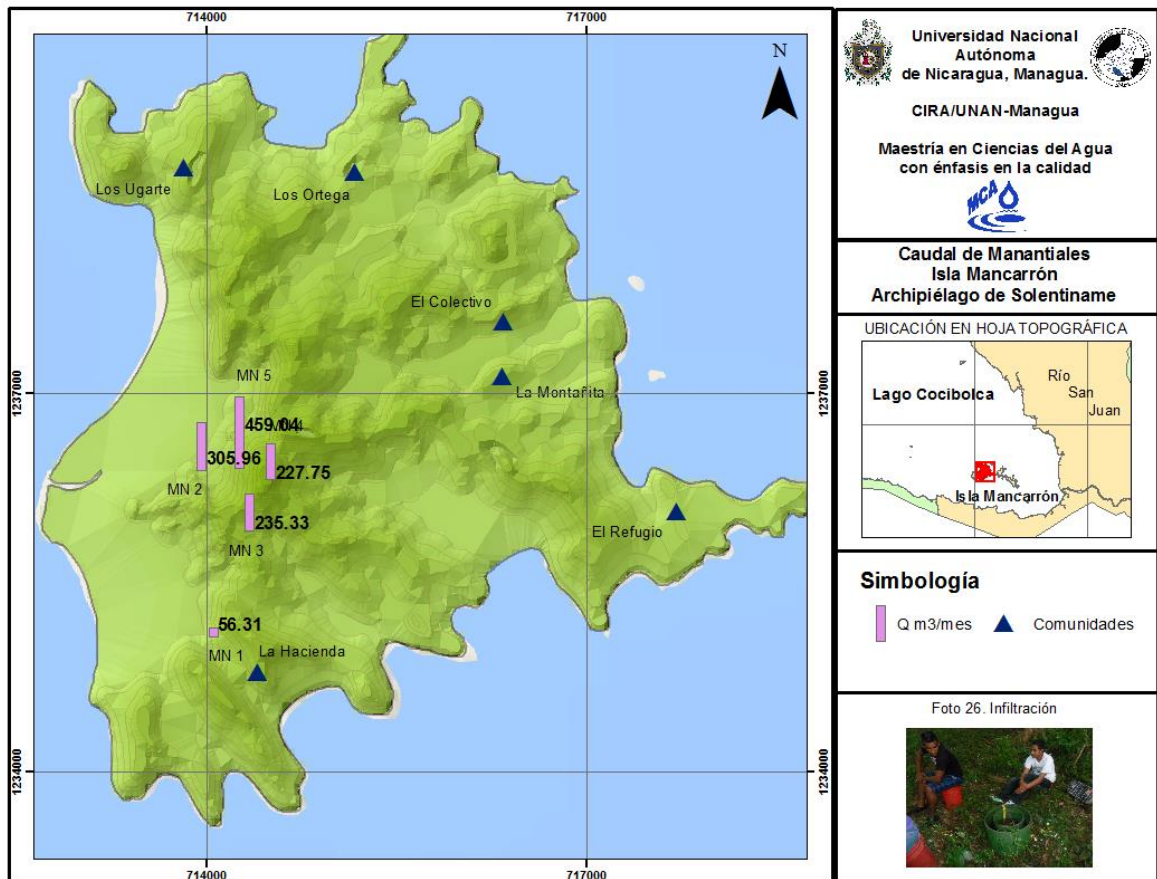 714000
717000
N
Los Ugarte
Los Ortega
El Colectivo
La Montañita
1237000
1237000
MN 5
459.04
305.96
227.75
MN 2
235.33
MN 3
El Refugio
56.31
MN 1
La Hacienda
1234000
1234000
714000
717000
Universidad Nacional
Autónoma
de Nicaragua, Managua.
CIRA/UNAN-Managua
Maestría en Ciencias del Agua
con énfasis en la calidad
MCA
Caudal de Manantiales
Isla Mancarrón
Archipiélago de Solentiname
UBICACIÓN EN HOJA TOPOGRÁFICA
Lago Cocibolca
Río
San
Juan
Isla Mancarrón
Simbología
Q m3/mes
Comunidades
Foto 26. Infiltración